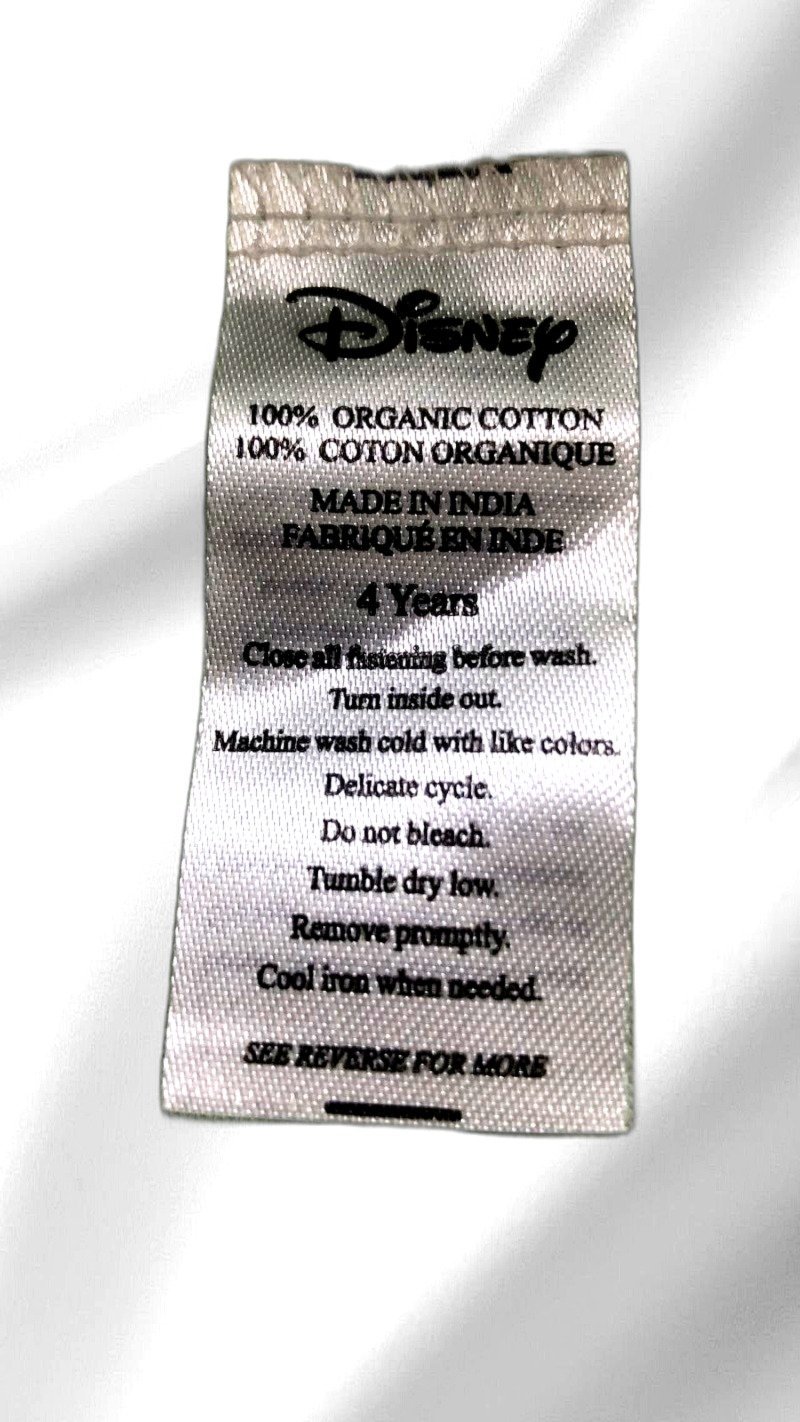 Disney
100% ORGANIC COTTON
100% COTON ORGANIQUE
MADE IN INDIA
FABRIQUÉ EN INDE
4 Years
Close all fastening before wash.
Turn inside out.
Machine wash cold with like colors.
Delicate cycle.
Do not bleach.
Tumble dry low.
Remove promptly.
Cool iron when needed.
SEE REVERSE FOR MORE